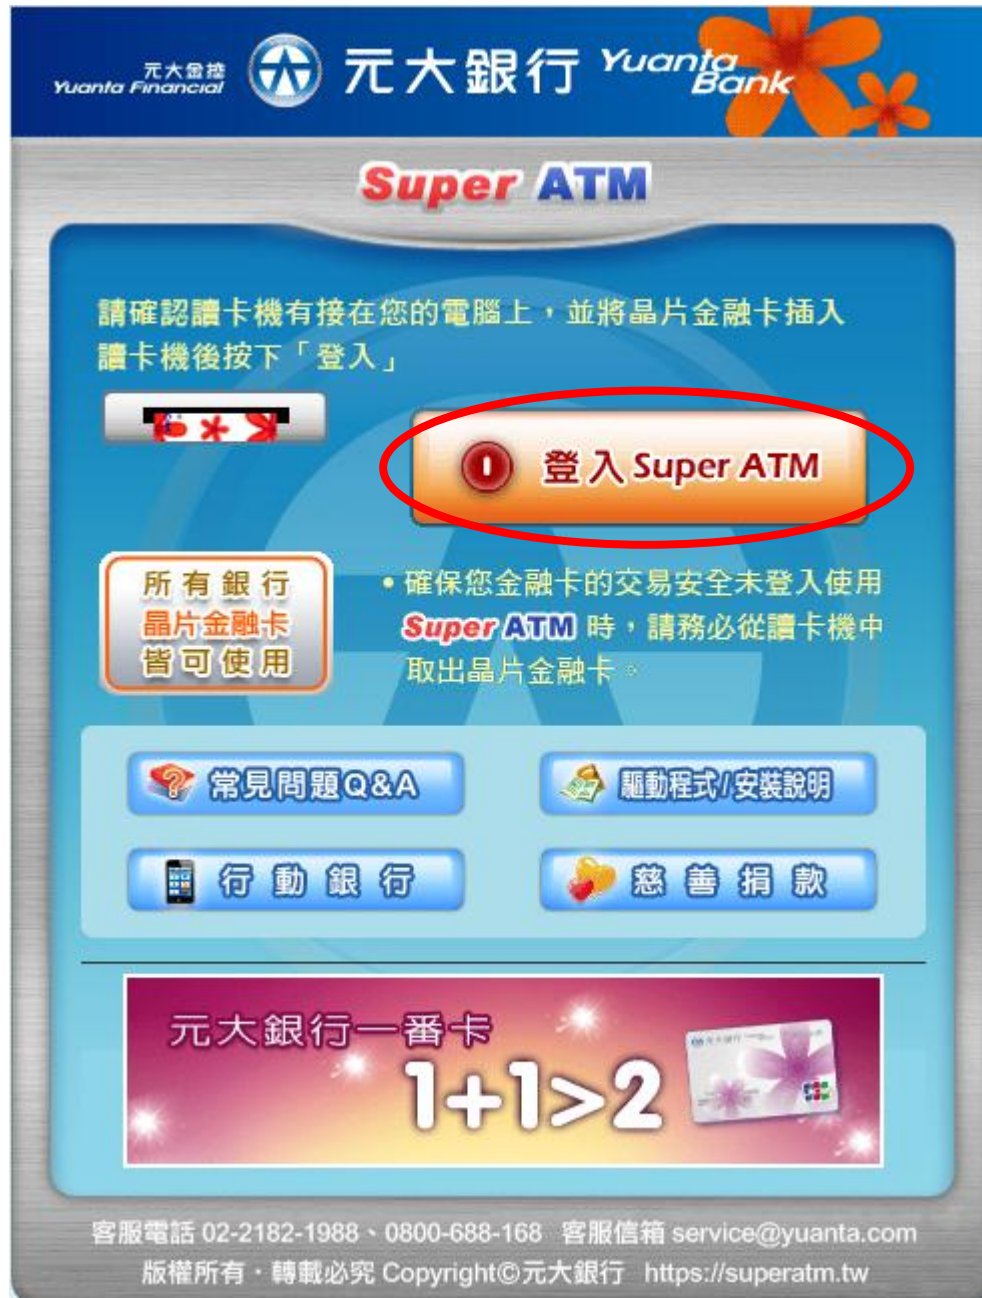 元大金控
Yuanta Financial
元大銀行
Yuanta
Bank
Super ATM
請確認讀卡機有接在您的電腦上，並將晶片金融卡插入
讀卡機後按下「登入」
登入 Super ATM
所有銀行
晶片金融卡
皆可使用
•確保您金融卡的交易安全未登入使用
Super ATM 時，請務必從讀卡機中
取出晶片金融卡。
常見問題Q&A
驅動程式/安裝說明
行動銀行
慈善捐款
元大銀行一番卡
1+1>2
客服電話 02-2182-1988、0800-688-168 客服信箱 service@yuanta.com
版權所有．轉載必究 Copyright©元大銀行 https://superatm.tw